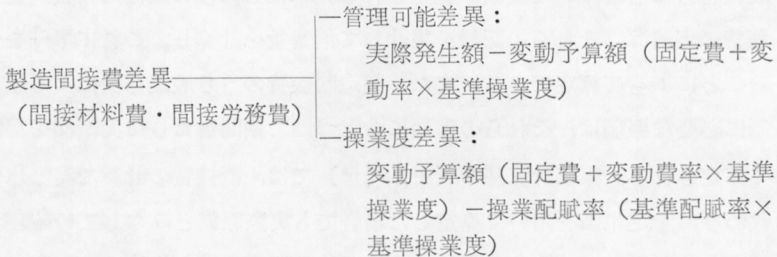 管理可能差異：
実際発生額－変動予算額（固定費＋変
動率×基準操業度）
製造間接費差異
（間接材料費・間接労務費）
操業度差異：
変動予算額（固定費＋変動費率×基準
操業度）－操業配賦率（基準配賦率×
基準操業度）